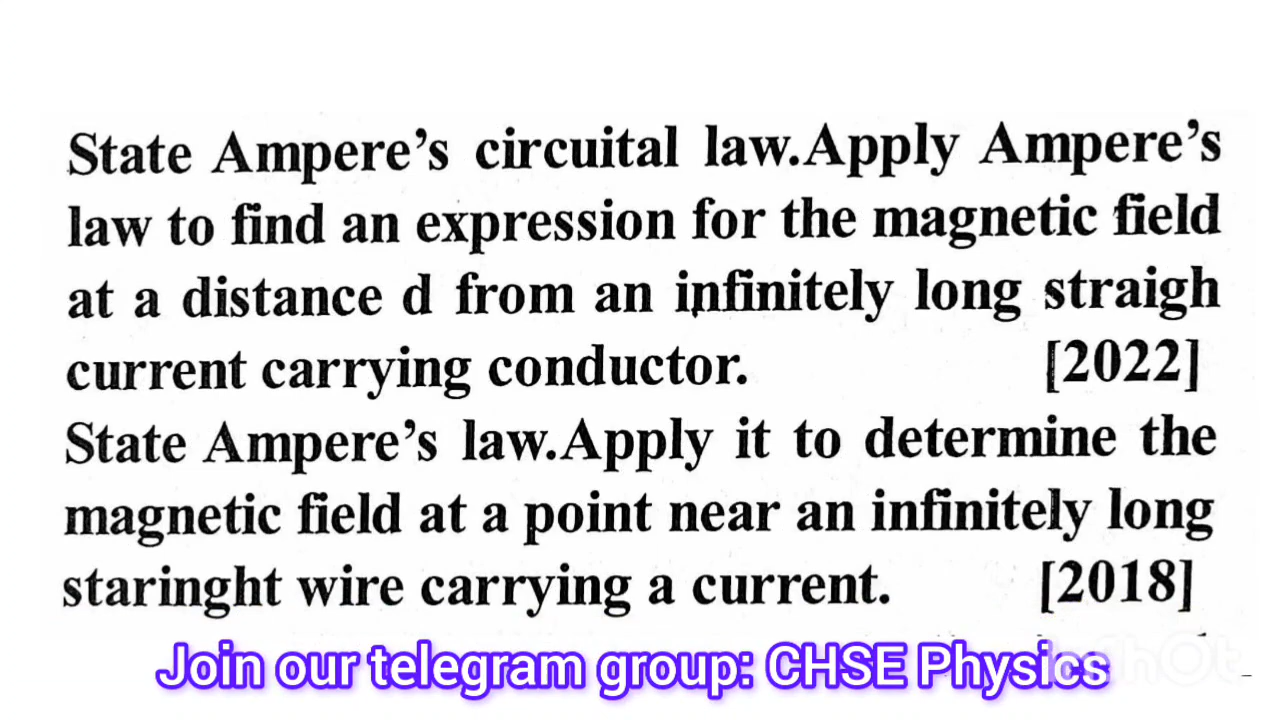 State Ampere's circuital law.Apply Ampere's
law to find an expression for the magnetic field
at a distance d from an infinitely long straigh
current carrying conductor. [2022]
State Ampere's law.Apply it to determine the
magnetic field at a point near an infinitely long
staringht wire carrying a current. [2018]
Join our telegram group: CHSE Physics